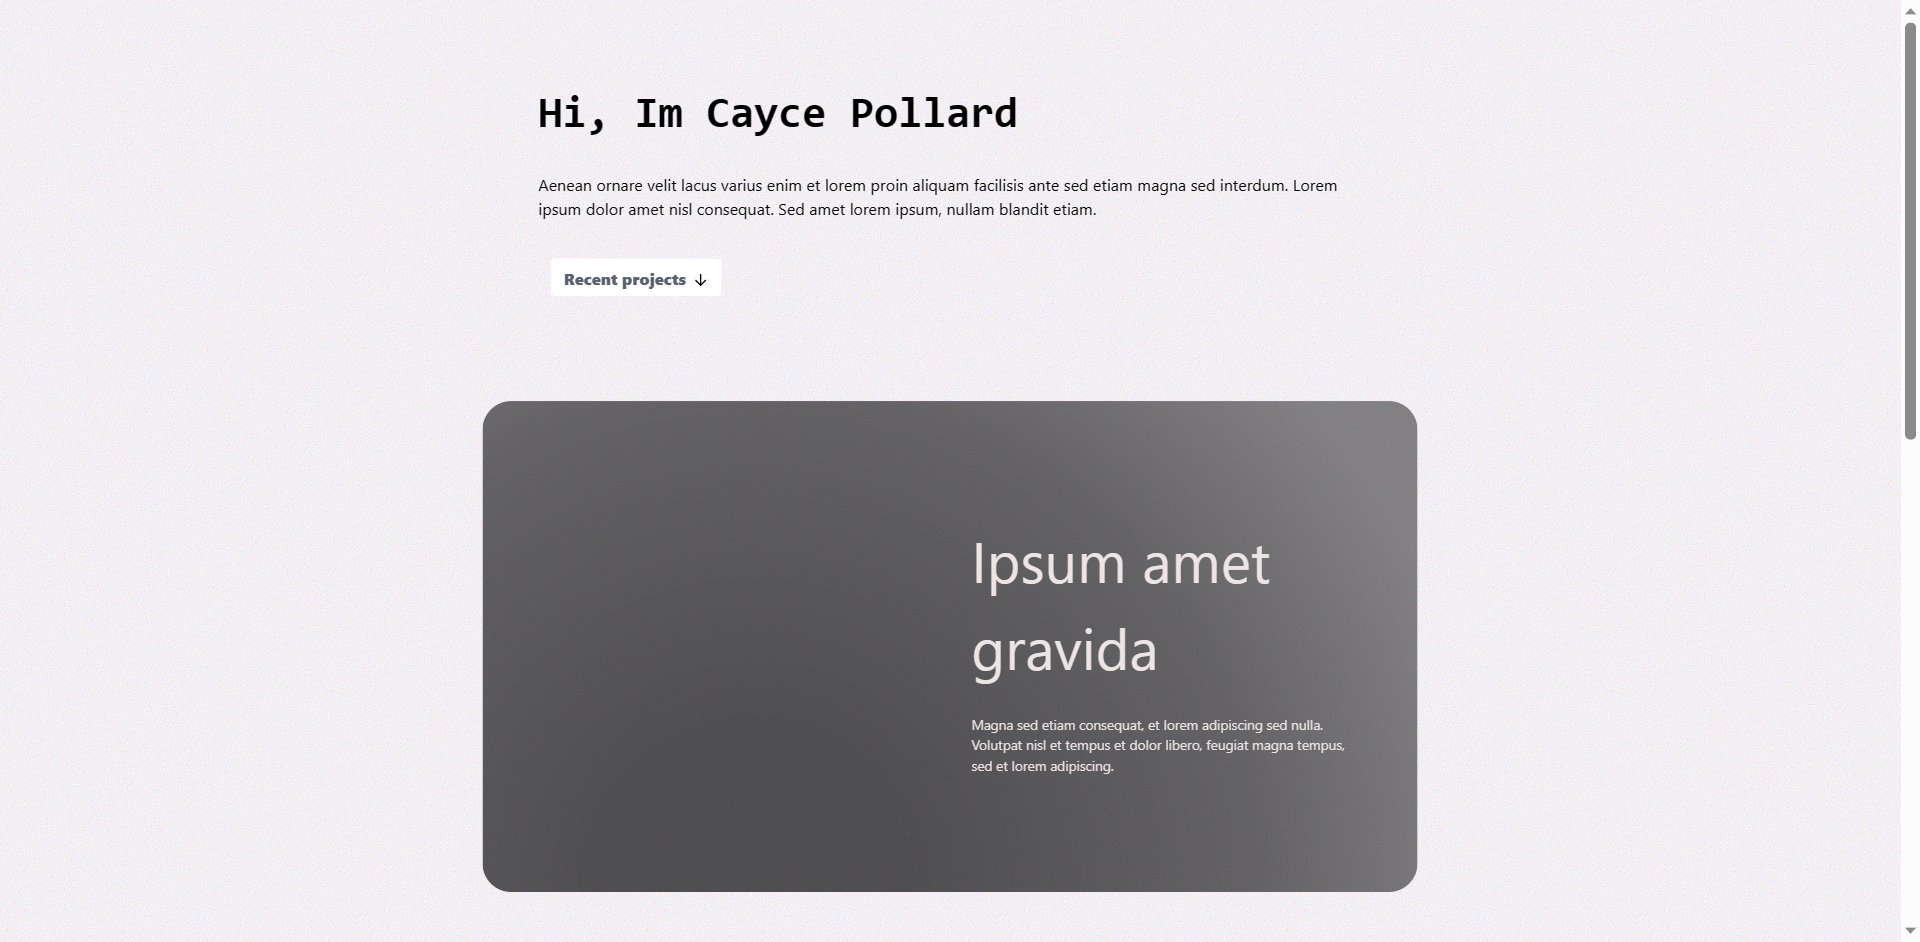 Hi, Im Cayce Pollard
Aenean ornare velit lacus varius enim et lorem proin aliquam facilisis ante sed etiam magna sed interdum. Lorem
ipsum dolor amet nisl consequat. Sed amet lorem ipsum, nullam blandit etiam.
Recent projects ↓
Ipsum amet
gravida
Magna sed etiam consequat, et lorem adipiscing sed nulla.
Volutpat nisl et tempus et dolor libero, feugiat magna tempus,
sed et lorem adipiscing.